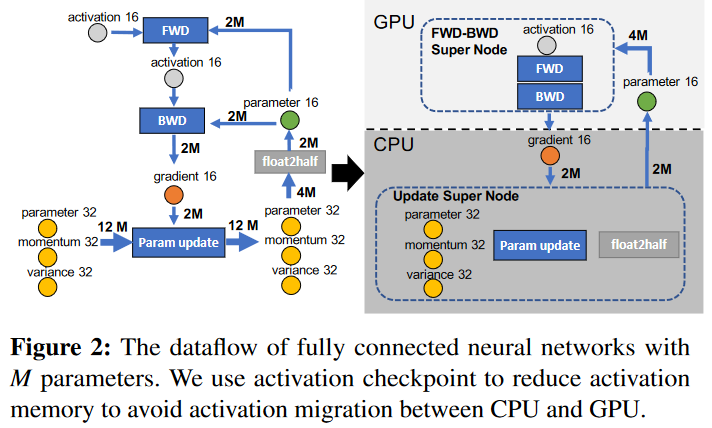 activation 16
FWD
2M
activation 16
BWD
2M
parameter 16
2M
2M
float2half
gradient 16
4M
2M
parameter 32
12 M
momentum 32
variance 32
Param update
12 M
parameter 32
momentum 32
variance 32
GPU
FWD-BWD
Super Node
activation 16
FWD
BWD
4M
parameter 16
CPU
gradient 16
2M
2M
Update Super Node
parameter 32
momentum 32
variance 32
Param update
float2half
Figure 2: The dataflow of fully connected neural networks with
M parameters. We use activation checkpoint to reduce activation
memory to avoid activation migration between CPU and GPU.